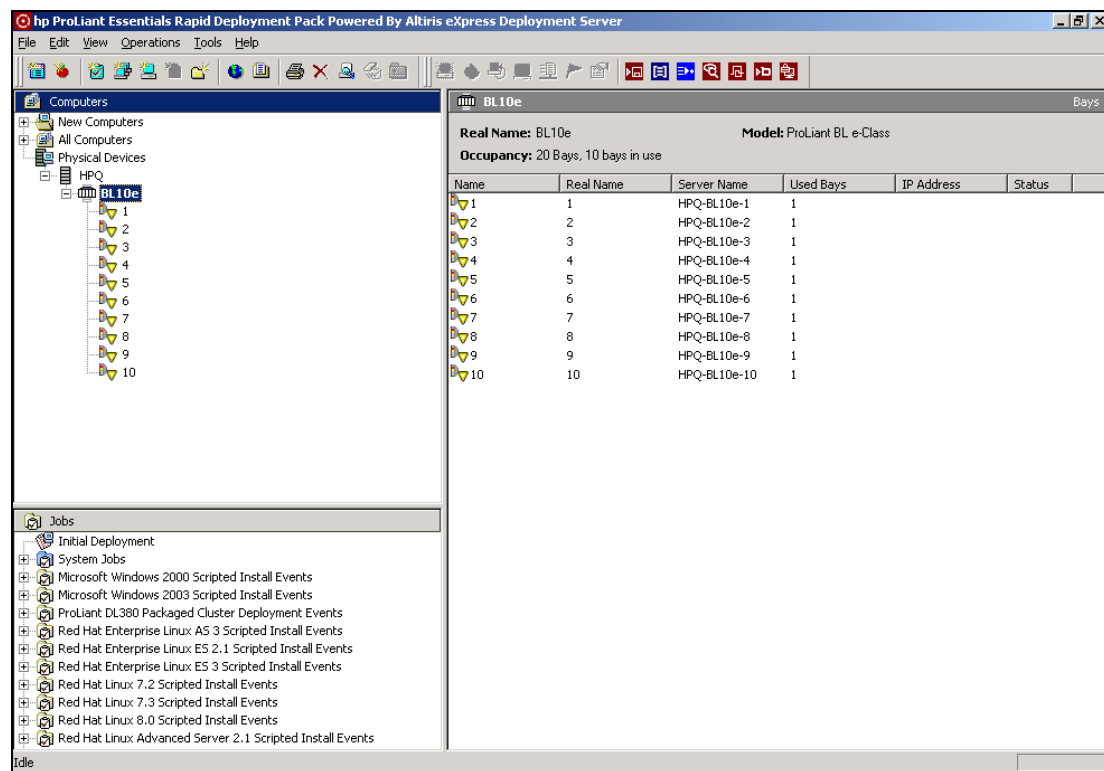 hp ProLiant Essentials Rapid Deployment Pack Powered By Altiris eXpress Deployment Server
File Edit View Operations Tools Help
Computers
New Computers
All Computers
Physical Devices
HPQ
BL10e
1
2
3
4
5
6
7
8
9
10
BL10e Bays
Real Name: BL10e Model: ProLiant BL e-Class
Occupancy: 20 Bays, 10 bays in use
Name Real Name Server Name Used Bays IP Address Status
1 1 HPQ-BL10e-1 1
2 2 HPQ-BL10e-2 1
3 3 HPQ-BL10e-3 1
4 4 HPQ-BL10e-4 1
5 5 HPQ-BL10e-5 1
6 6 HPQ-BL10e-6 1
7 7 HPQ-BL10e-7 1
8 8 HPQ-BL10e-8 1
9 9 HPQ-BL10e-9 1
10 10 HPQ-BL10e-10 1
Jobs
Initial Deployment
System Jobs
Microsoft Windows 2000 Scripted Install Events
Microsoft Windows 2003 Scripted Install Events
ProLiant DL380 Packaged Cluster Deployment Events
Red Hat Enterprise Linux AS 3 Scripted Install Events
Red Hat Enterprise Linux ES 2.1 Scripted Install Events
Red Hat Enterprise Linux ES 3 Scripted Install Events
Red Hat Linux 7.2 Scripted Install Events
Red Hat Linux 7.3 Scripted Install Events
Red Hat Linux 8.0 Scripted Install Events
Red Hat Linux Advanced Server 2.1 Scripted Install Events
Idle